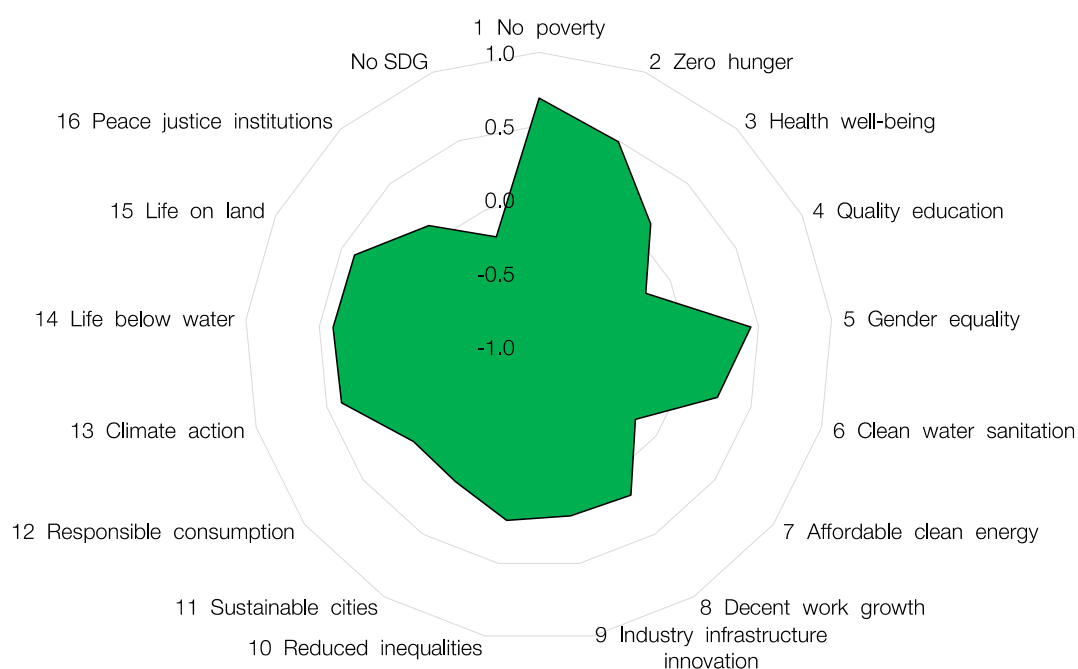 1 No poverty
2 Zero hunger
3 Health well-being
4 Quality education
5 Gender equality
6 Clean water sanitation
7 Affordable clean energy
8 Decent work growth
9 Industry infrastructure
innovation
10 Reduced inequalities
11 Sustainable cities
12 Responsible consumption
13 Climate action
14 Life below water
15 Life on land
16 Peace justice institutions
No SDG
1.0
0.5
0.0
-0.5
-1.0